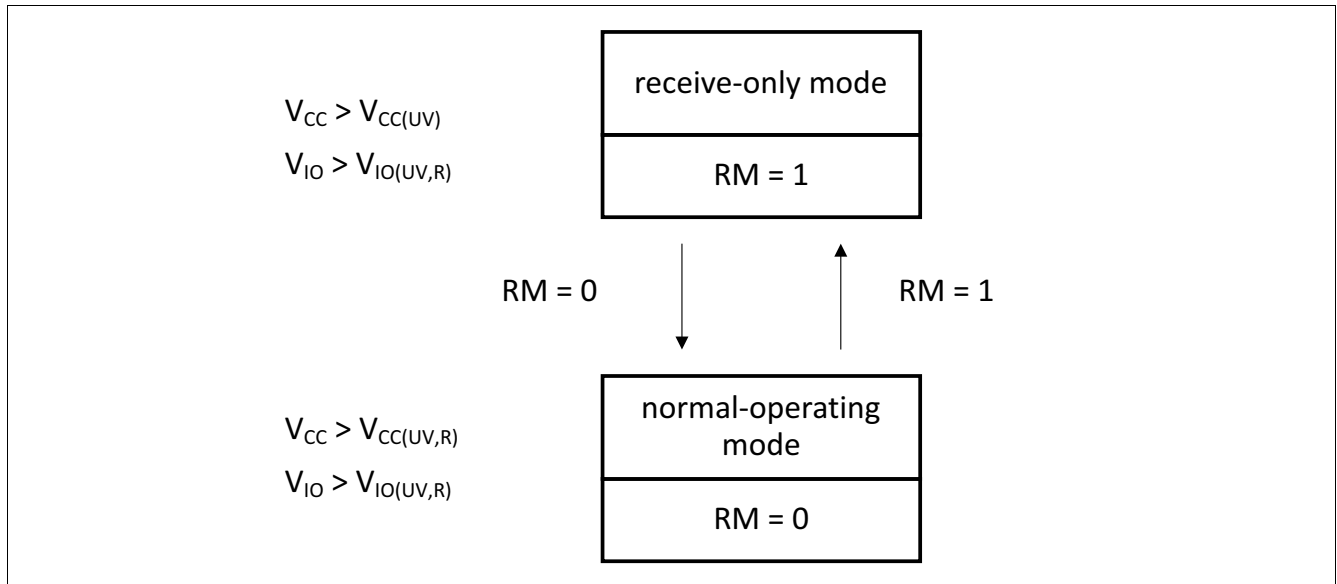 receive-only mode
V_CC > V_CC(UV)
V_IO > V_IO(UV,R)
RM = 1
RM = 0
RM = 1
normal-operating
mode
V_CC > V_CC(UV,R)
V_IO > V_IO(UV,R)
RM = 0